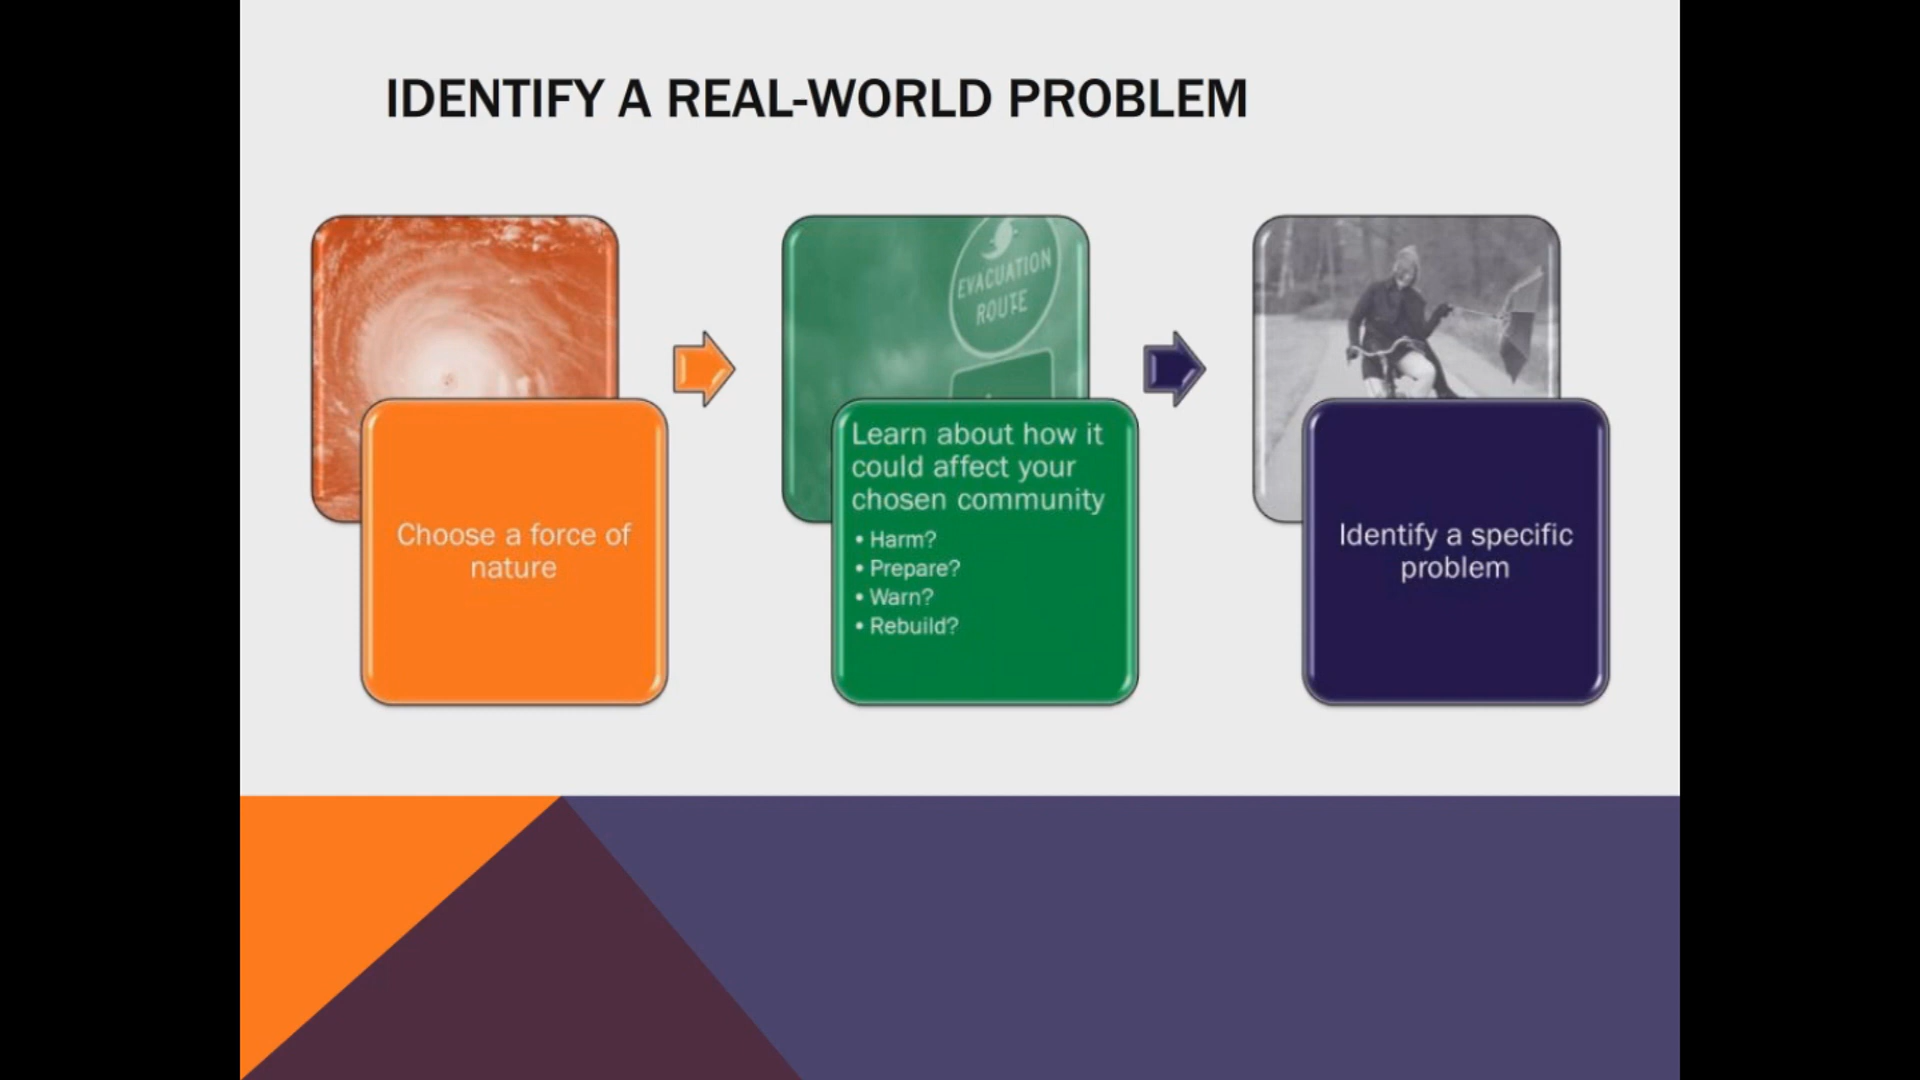 IDENTIFY A REAL-WORLD PROBLEM
EVACUATION
ROUTE
Choose a force of
nature
Learn about how it
could affect your
chosen community
• Harm?
• Prepare?
• Warn?
• Rebuild?
Identify a specific
problem